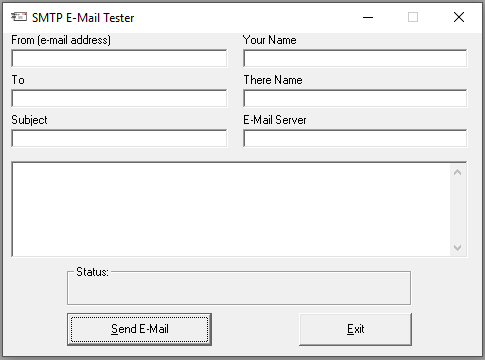 SMTP E-Mail Tester
From (e-mail address) Your Name
To There Name
Subject E-Mail Server
Status:
Send E-Mail Exit